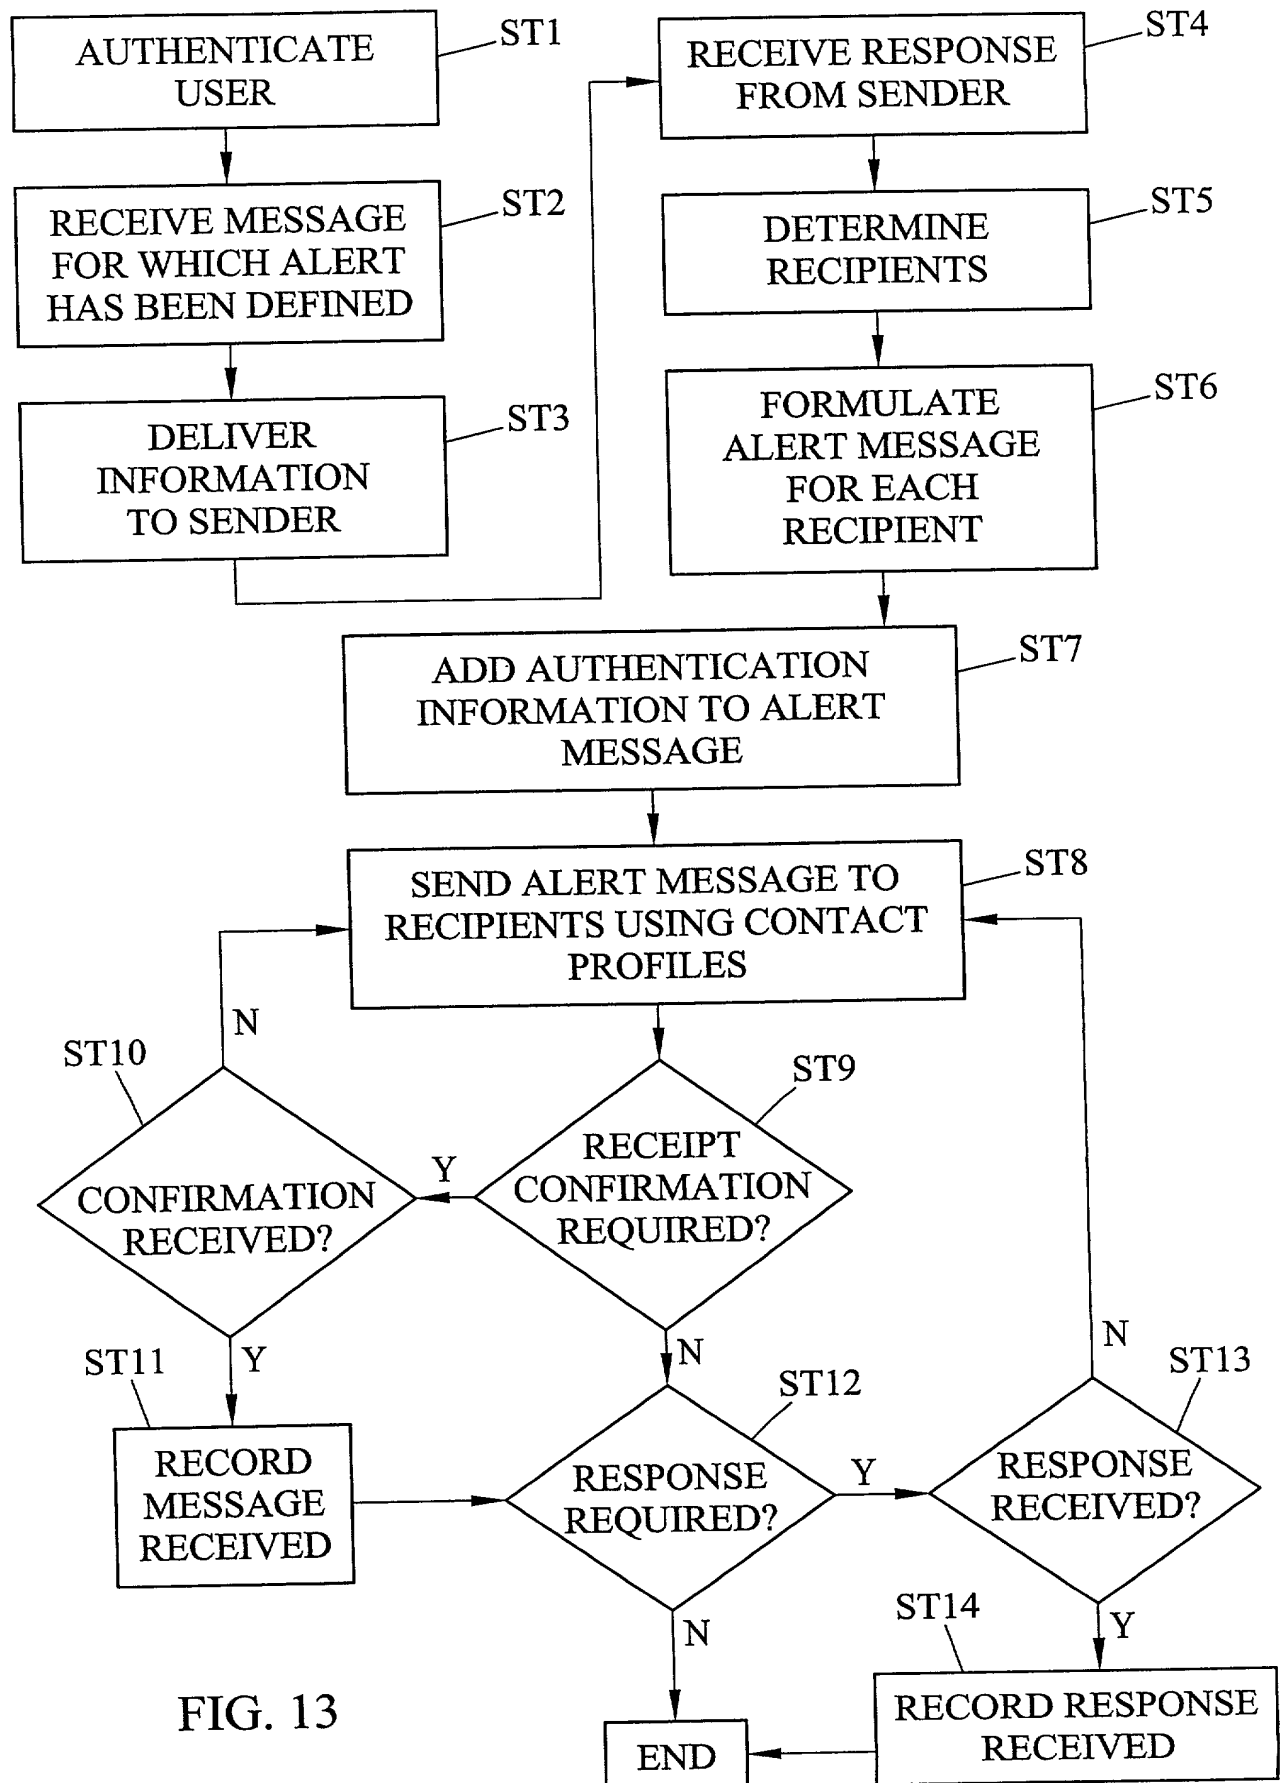 AUTHENTICATE
USER
ST1
RECEIVE MESSAGE
FOR WHICH ALERT
HAS BEEN DEFINED
ST2
DELIVER
INFORMATION
TO SENDER
ST3
RECEIVE RESPONSE
FROM SENDER
ST4
DETERMINE
RECIPIENTS
ST5
FORMULATE
ALERT MESSAGE
FOR EACH
RECIPIENT
ST6
ADD AUTHENTICATION
INFORMATION TO ALERT
MESSAGE
ST7
SEND ALERT MESSAGE TO
RECIPIENTS USING CONTACT
PROFILES
ST8
N
ST10
CONFIRMATION
RECEIVED?
Y
ST9
RECEIPT
CONFIRMATION
REQUIRED?
N
Y
ST11
RECORD
MESSAGE
RECEIVED
ST12
RESPONSE
REQUIRED?
Y
N
N
ST13
RESPONSE
RECEIVED?
Y
ST14
RECORD RESPONSE
RECEIVED
END
FIG. 13